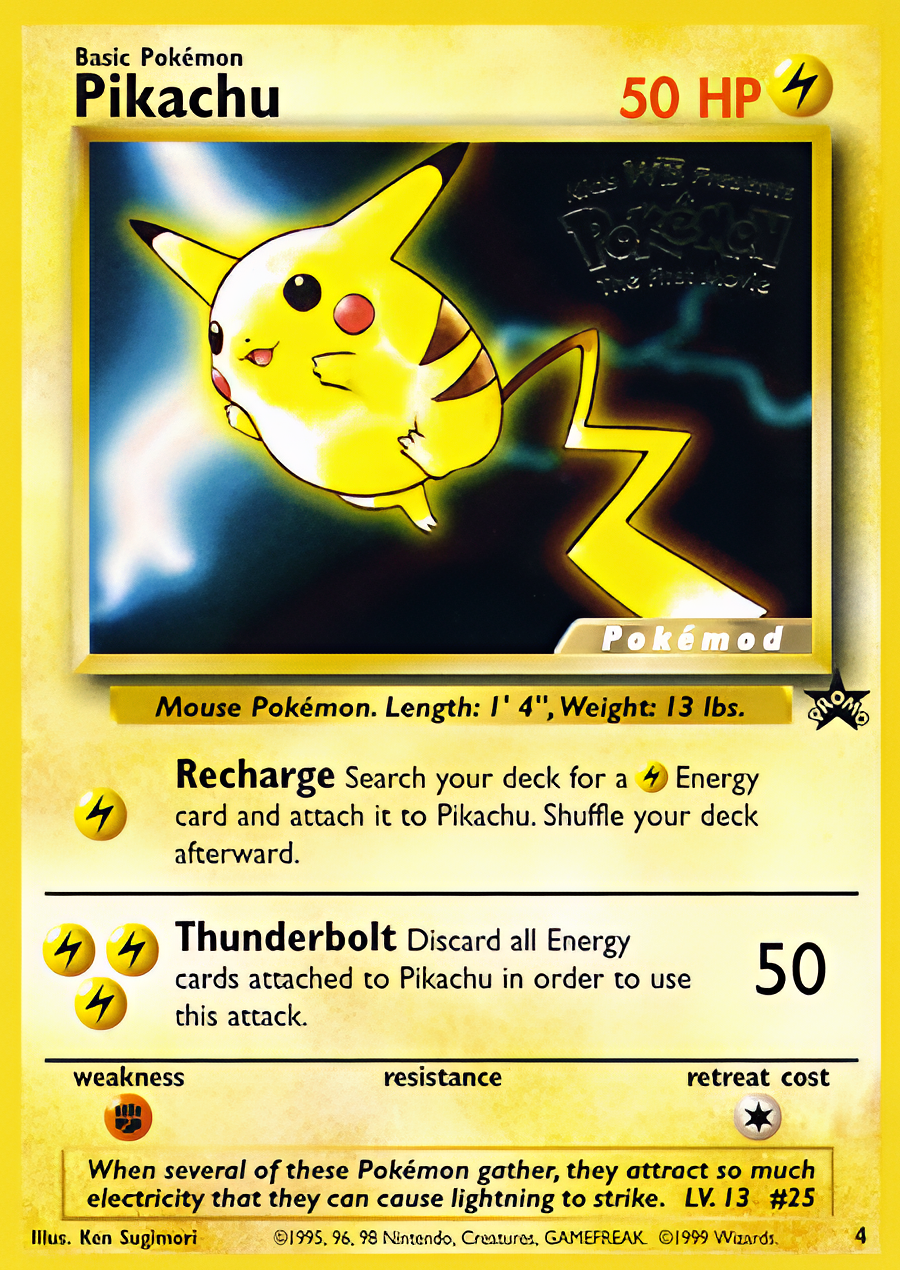 Basic Pokémon
Pikachu
50 HP
Kids WB Presents
Pokémon
The First Movie
Pokémod
Mouse Pokémon. Length: 1' 4", Weight: 13 lbs.
PROMO
Recharge Search your deck for a Energy
card and attach it to Pikachu. Shuffle your deck
afterward.
Thunderbolt Discard all Energy
cards attached to Pikachu in order to use
this attack.
50
weakness resistance retreat cost
When several of these Pokémon gather, they attract so much
electricity that they can cause lightning to strike. LV. 13 #25
Illus. Ken Sugimori ©1995, 96, 98 Nintendo, Creatures, GAMEFREAK. ©1999 Wizards. 4